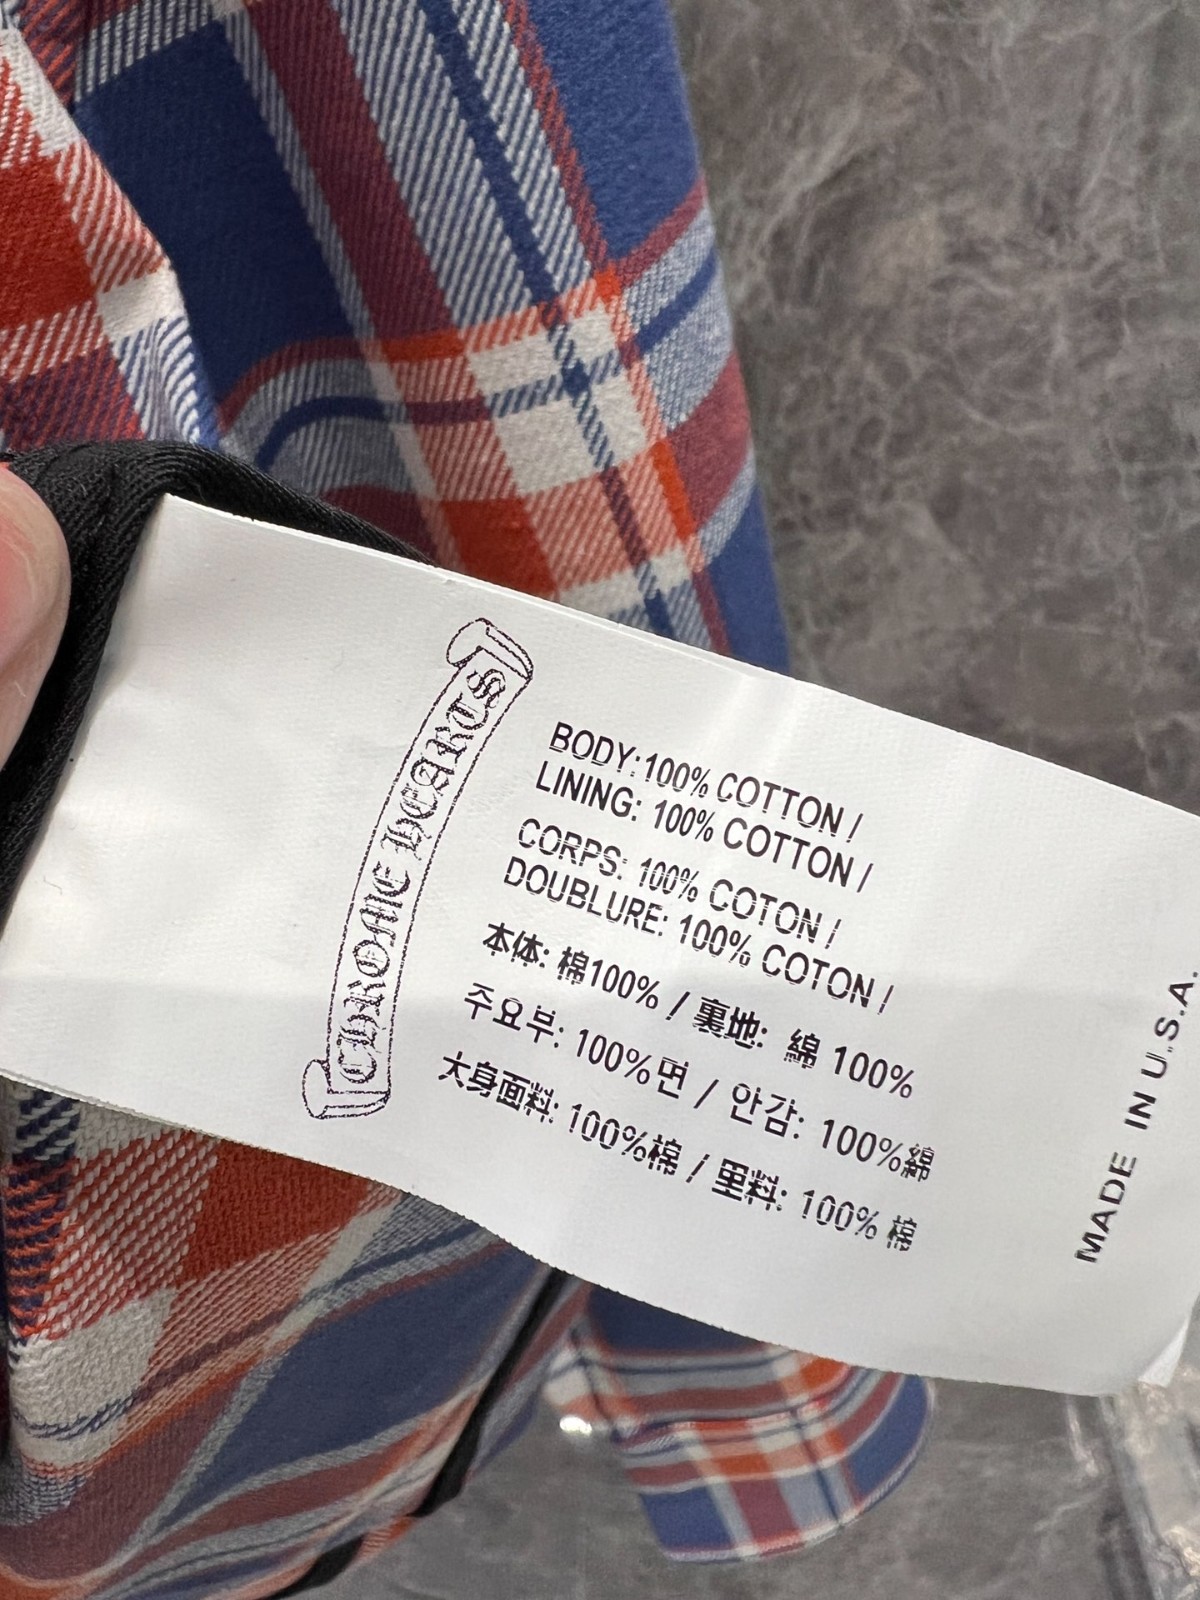 CHROME HEARTS
BODY:100% COTTON /
LINING: 100% COTTON /
CORPS: 100% COTON /
DOUBLURE: 100% COTON /
本体: 棉100% / 裏地: 綿 100%
주요부: 100%면 / 안감: 100%綿
大身面料: 100%棉 / 里料: 100% 棉
MADE IN U.S.A.